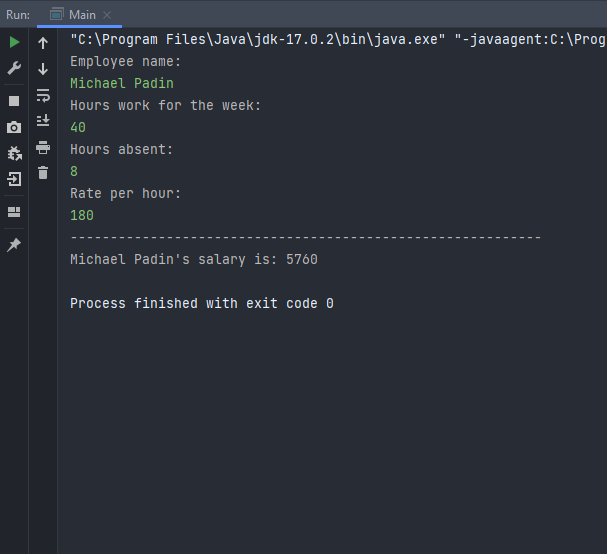 Run: Main
"C:\Program Files\Java\jdk-17.0.2\bin\java.exe" "-javaagent:C:\Prog
Employee name:
Michael Padin
Hours work for the week:
40
Hours absent:
8
Rate per hour:
180
------------------------------------------------------------
Michael Padin's salary is: 5760
Process finished with exit code 0